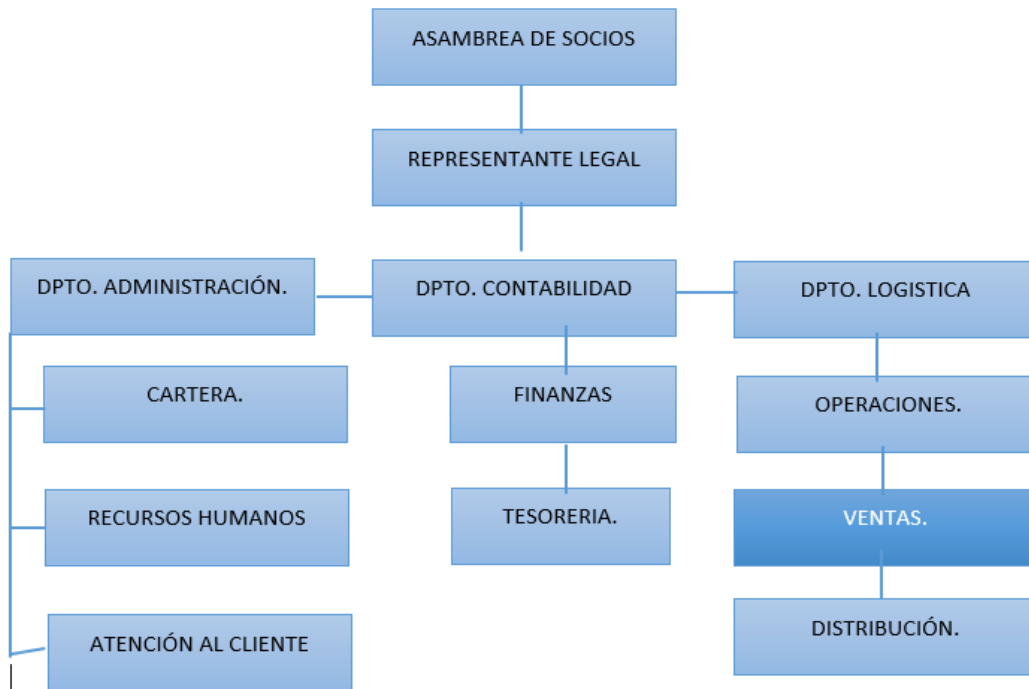 ASAMBREA DE SOCIOS
REPRESENTANTE LEGAL
DPTO. ADMINISTRACIÓN.
DPTO. CONTABILIDAD
DPTO. LOGISTICA
CARTERA.
FINANZAS
OPERACIONES.
RECURSOS HUMANOS
TESORERIA.
VENTAS.
ATENCIÓN AL CLIENTE
DISTRIBUCIÓN.